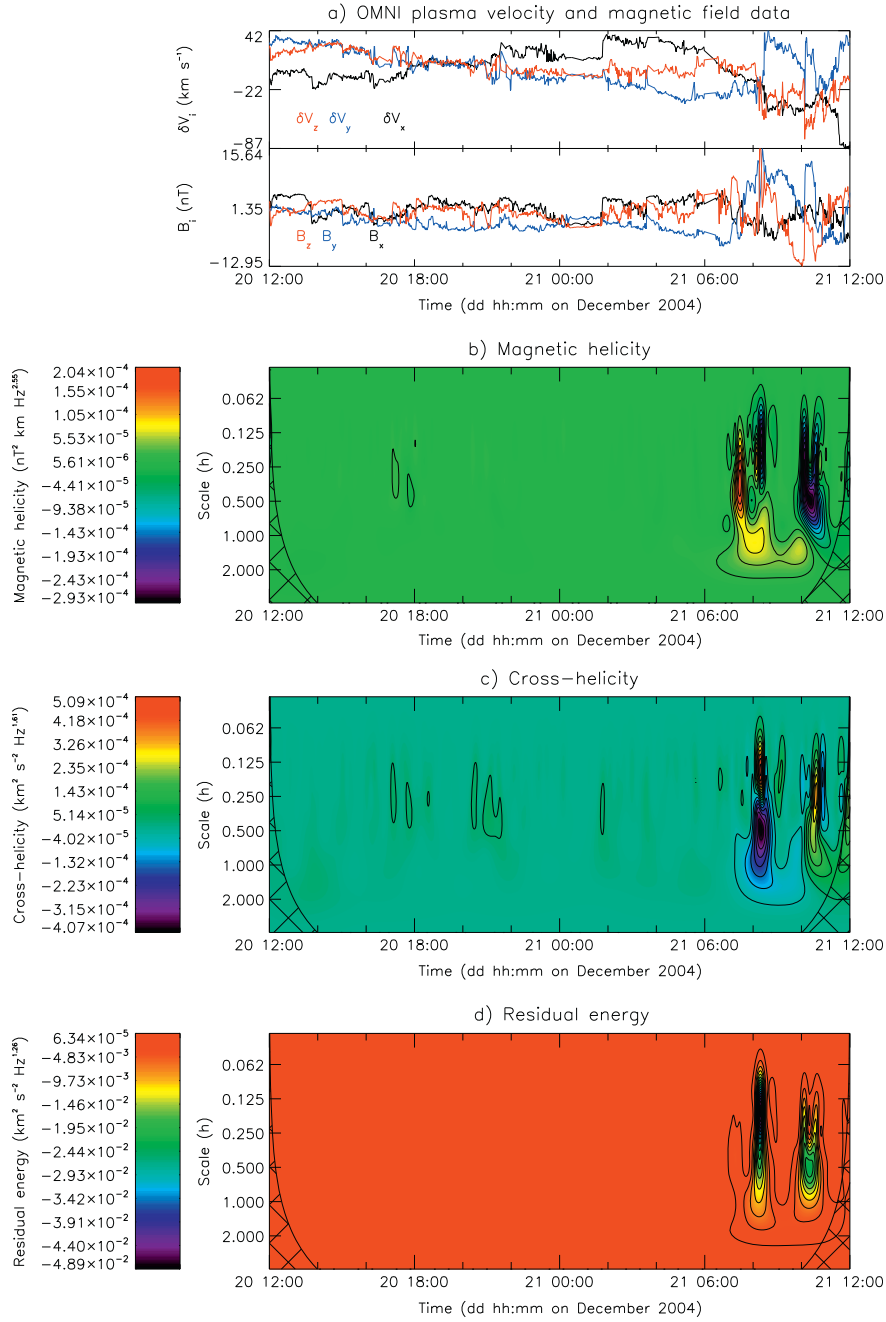 a) OMNI plasma velocity and magnetic field data
42
−22
−87
δVᵢ (km s⁻¹)
δV_z δV_y δV_x
15.64
1.35
−12.95
Bᵢ (nT)
B_z B_y B_x
20 12:00 20 18:00 21 00:00 21 06:00 21 12:00
Time (dd hh:mm on December 2004)
b) Magnetic helicity
Magnetic helicity (nT² km Hz²·⁵⁵)
2.04×10⁻⁴
1.55×10⁻⁴
1.05×10⁻⁴
5.53×10⁻⁵
5.61×10⁻⁶
−4.41×10⁻⁵
−9.38×10⁻⁵
−1.43×10⁻⁴
−1.93×10⁻⁴
−2.43×10⁻⁴
−2.93×10⁻⁴
Scale (h)
0.062
0.125
0.250
0.500
1.000
2.000
20 12:00 20 18:00 21 00:00 21 06:00 21 12:00
Time (dd hh:mm on December 2004)
c) Cross−helicity
Cross−helicity (km² s⁻² Hz¹·⁶¹)
5.09×10⁻⁴
4.18×10⁻⁴
3.26×10⁻⁴
2.35×10⁻⁴
1.43×10⁻⁴
5.14×10⁻⁵
−4.02×10⁻⁵
−1.32×10⁻⁴
−2.23×10⁻⁴
−3.15×10⁻⁴
−4.07×10⁻⁴
Scale (h)
0.062
0.125
0.250
0.500
1.000
2.000
20 12:00 20 18:00 21 00:00 21 06:00 21 12:00
Time (dd hh:mm on December 2004)
d) Residual energy
Residual energy (km² s⁻² Hz¹·²⁶)
6.34×10⁻⁵
−4.83×10⁻³
−9.73×10⁻³
−1.46×10⁻²
−1.95×10⁻²
−2.44×10⁻²
−2.93×10⁻²
−3.42×10⁻²
−3.91×10⁻²
−4.40×10⁻²
−4.89×10⁻²
Scale (h)
0.062
0.125
0.250
0.500
1.000
2.000
20 12:00 20 18:00 21 00:00 21 06:00 21 12:00
Time (dd hh:mm on December 2004)